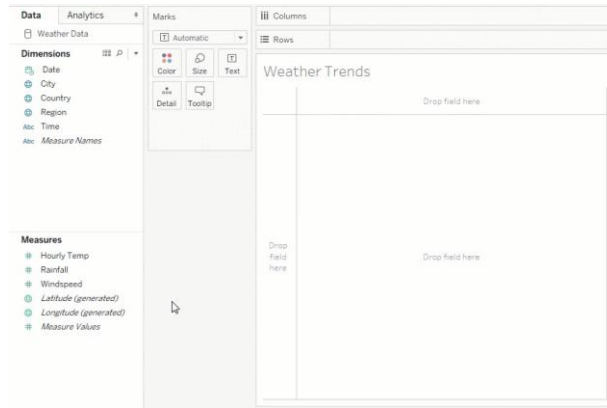 Data
Analytics
Weather Data
Dimensions
Date
City
Country
Region
Abc Time
Abc Measure Names
Measures
# Hourly Temp
# Rainfall
# Windspeed
Latitude (generated)
Longitude (generated)
# Measure Values
Marks
T Automatic
Color
Size
T
Text
Detail
Tooltip
Columns
Rows
Weather Trends
Drop field here
Drop
field
here
Drop field here